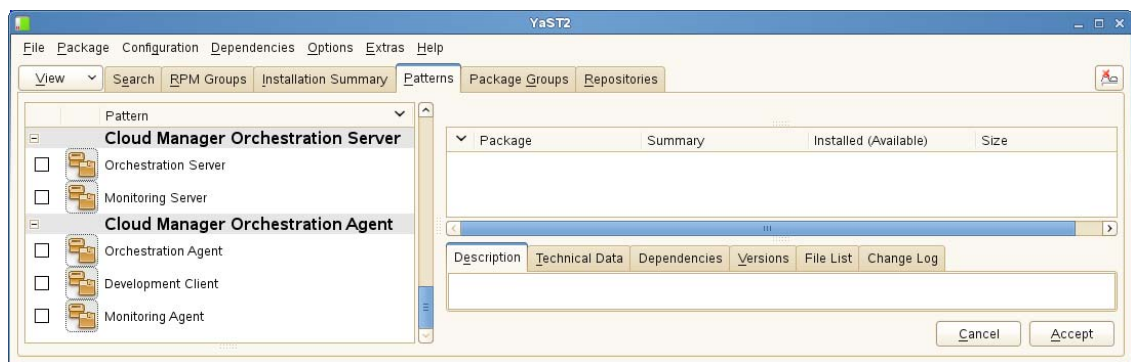 YaST2
File Package Configuration Dependencies Options Extras Help
View Search RPM Groups Installation Summary Patterns Package Groups Repositories
Pattern
Cloud Manager Orchestration Server
Orchestration Server
Monitoring Server
Cloud Manager Orchestration Agent
Orchestration Agent
Development Client
Monitoring Agent
Package Summary Installed (Available) Size
Description Technical Data Dependencies Versions File List Change Log
Cancel Accept